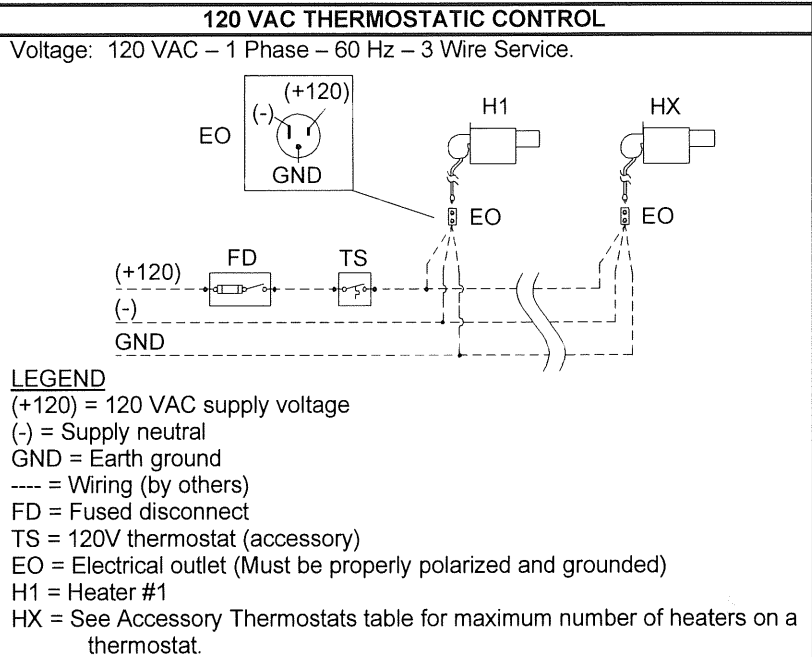 120 VAC THERMOSTATIC CONTROL
Voltage: 120 VAC – 1 Phase – 60 Hz – 3 Wire Service.
(+120)
(-)
EO
GND
H1
HX
EO
EO
FD
TS
(+120)
(-)
GND
LEGEND
(+120) = 120 VAC supply voltage
(-) = Supply neutral
GND = Earth ground
---- = Wiring (by others)
FD = Fused disconnect
TS = 120V thermostat (accessory)
EO = Electrical outlet (Must be properly polarized and grounded)
H1 = Heater #1
HX = See Accessory Thermostats table for maximum number of heaters on a
thermostat.